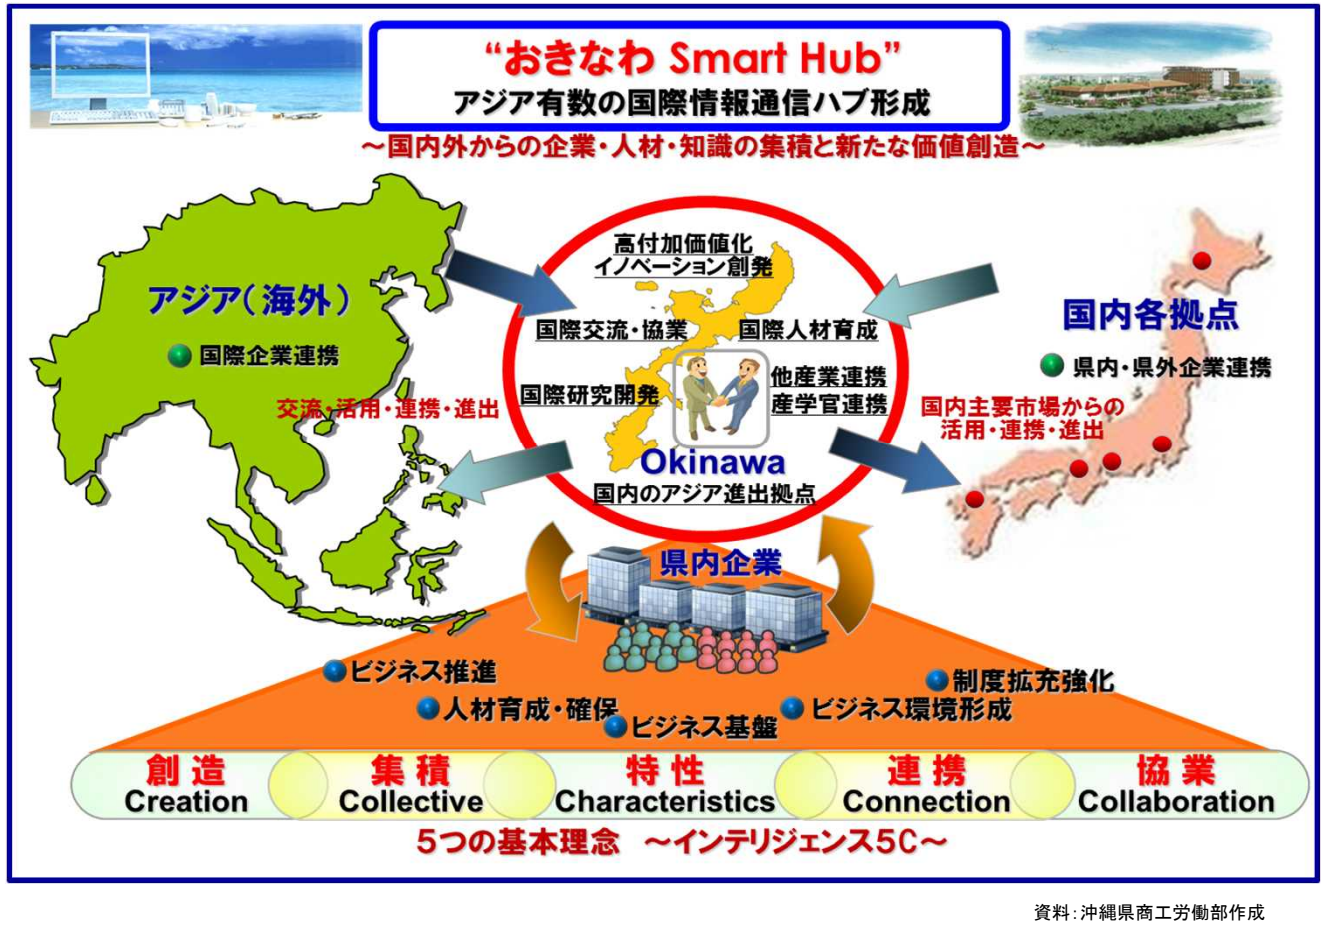 “おきなわ Smart Hub”
アジア有数の国際情報通信ハブ形成
～国内外からの企業・人材・知識の集積と新たな価値創造～
アジア（海外）
国際企業連携
交流・活用・連携・進出
高付加価値化
イノベーション創発
国際交流・協業
国際人材育成
国際研究開発
他産業連携
産学官連携
Okinawa
国内のアジア進出拠点
国内各拠点
県内・県外企業連携
国内主要市場からの
活用・連携・進出
県内企業
ビジネス推進
人材育成・確保
ビジネス基盤
ビジネス環境形成
制度拡充強化
創造
Creation
集積
Collective
特性
Characteristics
連携
Connection
協業
Collaboration
５つの基本理念　～インテリジェンス５C～
資料：沖縄県商工労働部作成